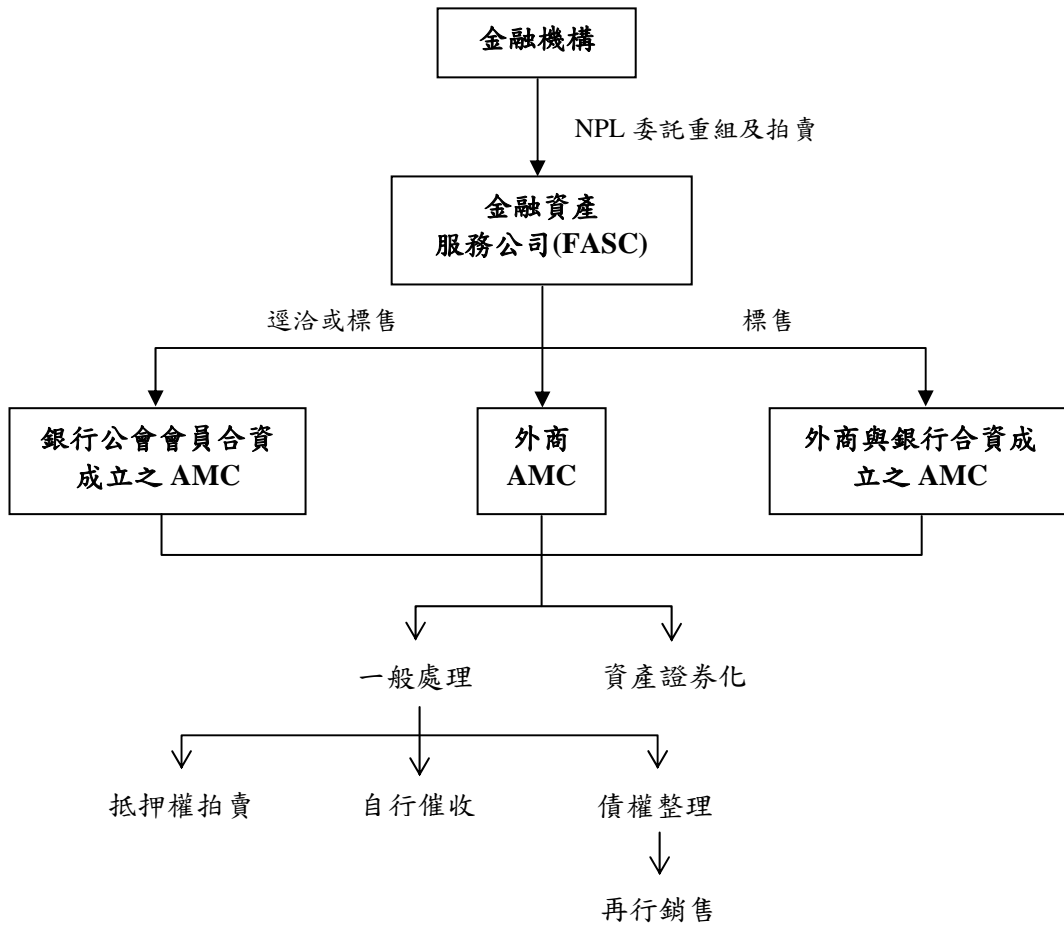 金融機構
NPL 委託重組及拍賣
金融資產
服務公司(FASC)
逕洽或標售
標售
銀行公會會員合資
成立之 AMC
外商
AMC
外商與銀行合資成
立之 AMC
一般處理
資產證券化
抵押權拍賣
自行催收
債權整理
再行銷售